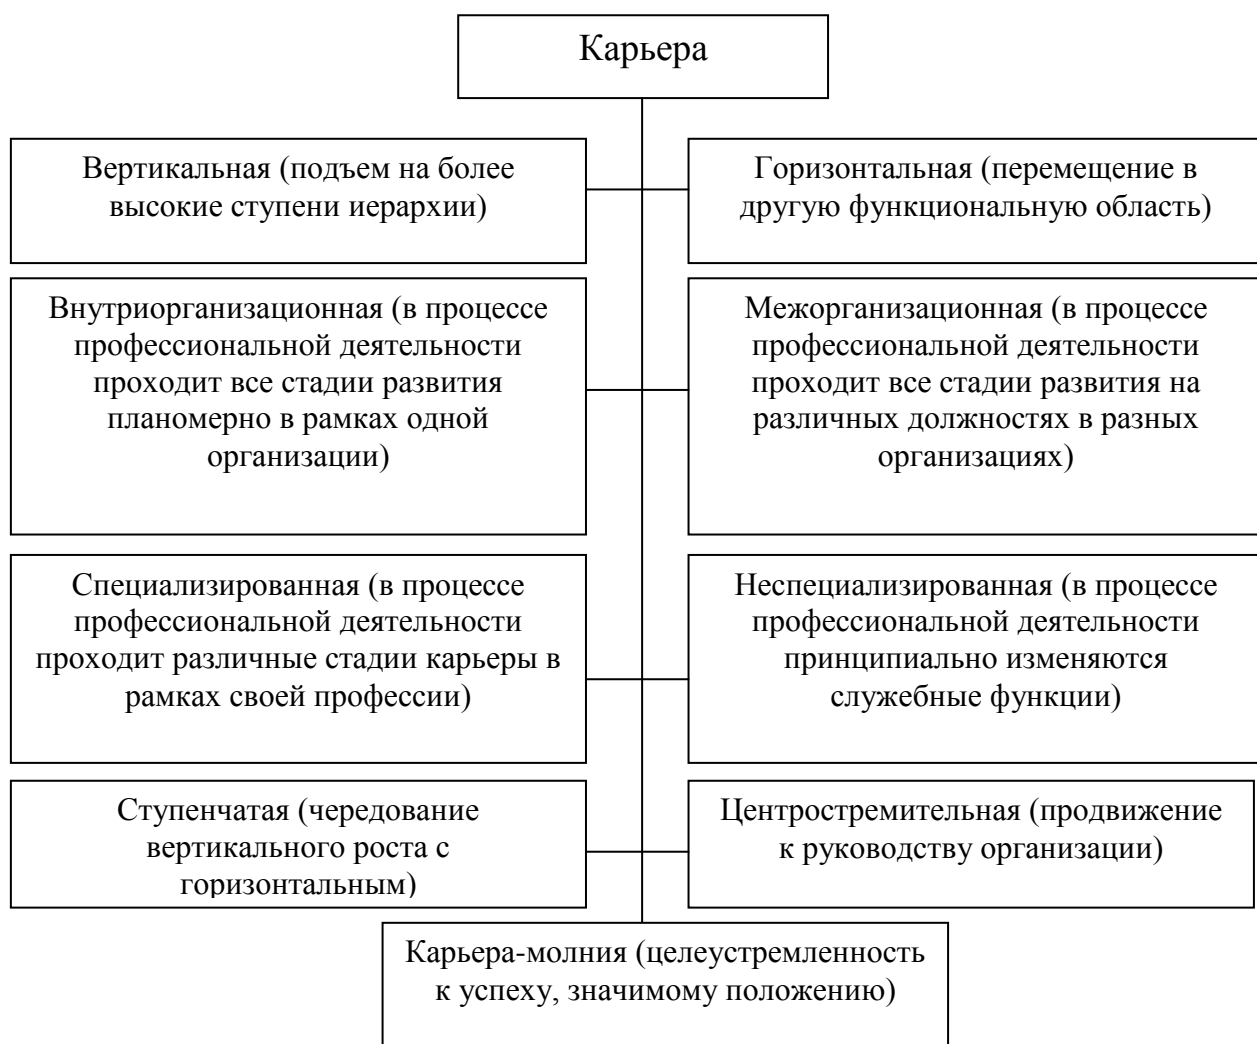 Карьера
Вертикальная (подъем на более
высокие ступени иерархии)
Горизонтальная (перемещение в
другую функциональную область)
Внутриорганизационная (в процессе
профессиональной деятельности
проходит все стадии развития
планомерно в рамках одной
организации)
Межорганизационная (в процессе
профессиональной деятельности
проходит все стадии развития на
различных должностях в разных
организациях)
Специализированная (в процессе
профессиональной деятельности
проходит различные стадии карьеры в
рамках своей профессии)
Неспециализированная (в процессе
профессиональной деятельности
принципиально изменяются
служебные функции)
Ступенчатая (чередование
вертикального роста с
горизонтальным)
Центростремительная (продвижение
к руководству организации)
Карьера-молния (целеустремленность
к успеху, значимому положению)